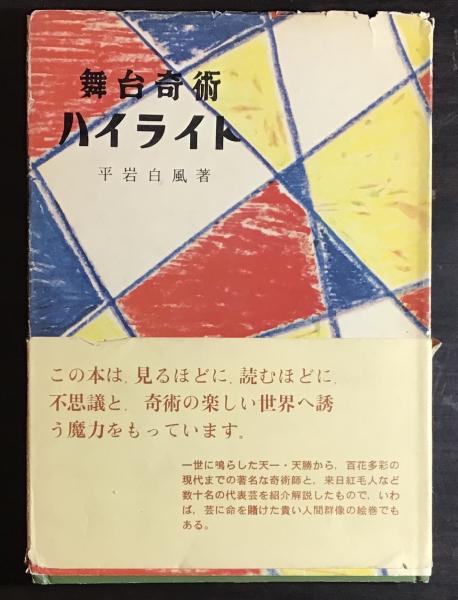 舞台奇術
ハイライト
平岩白風著
この本は、見るほどに、読むほどに、
不思議と、奇術の楽しい世界へ誘
う魔力をもっています。
一世に鳴らした天一・天勝から、百花多彩の
現代までの著名な奇術師と、来日紅毛人など
数十名の代表芸を紹介解説したもので、いわ
ば、芸に命を賭けた貴い人間群像の絵巻でも
ある。